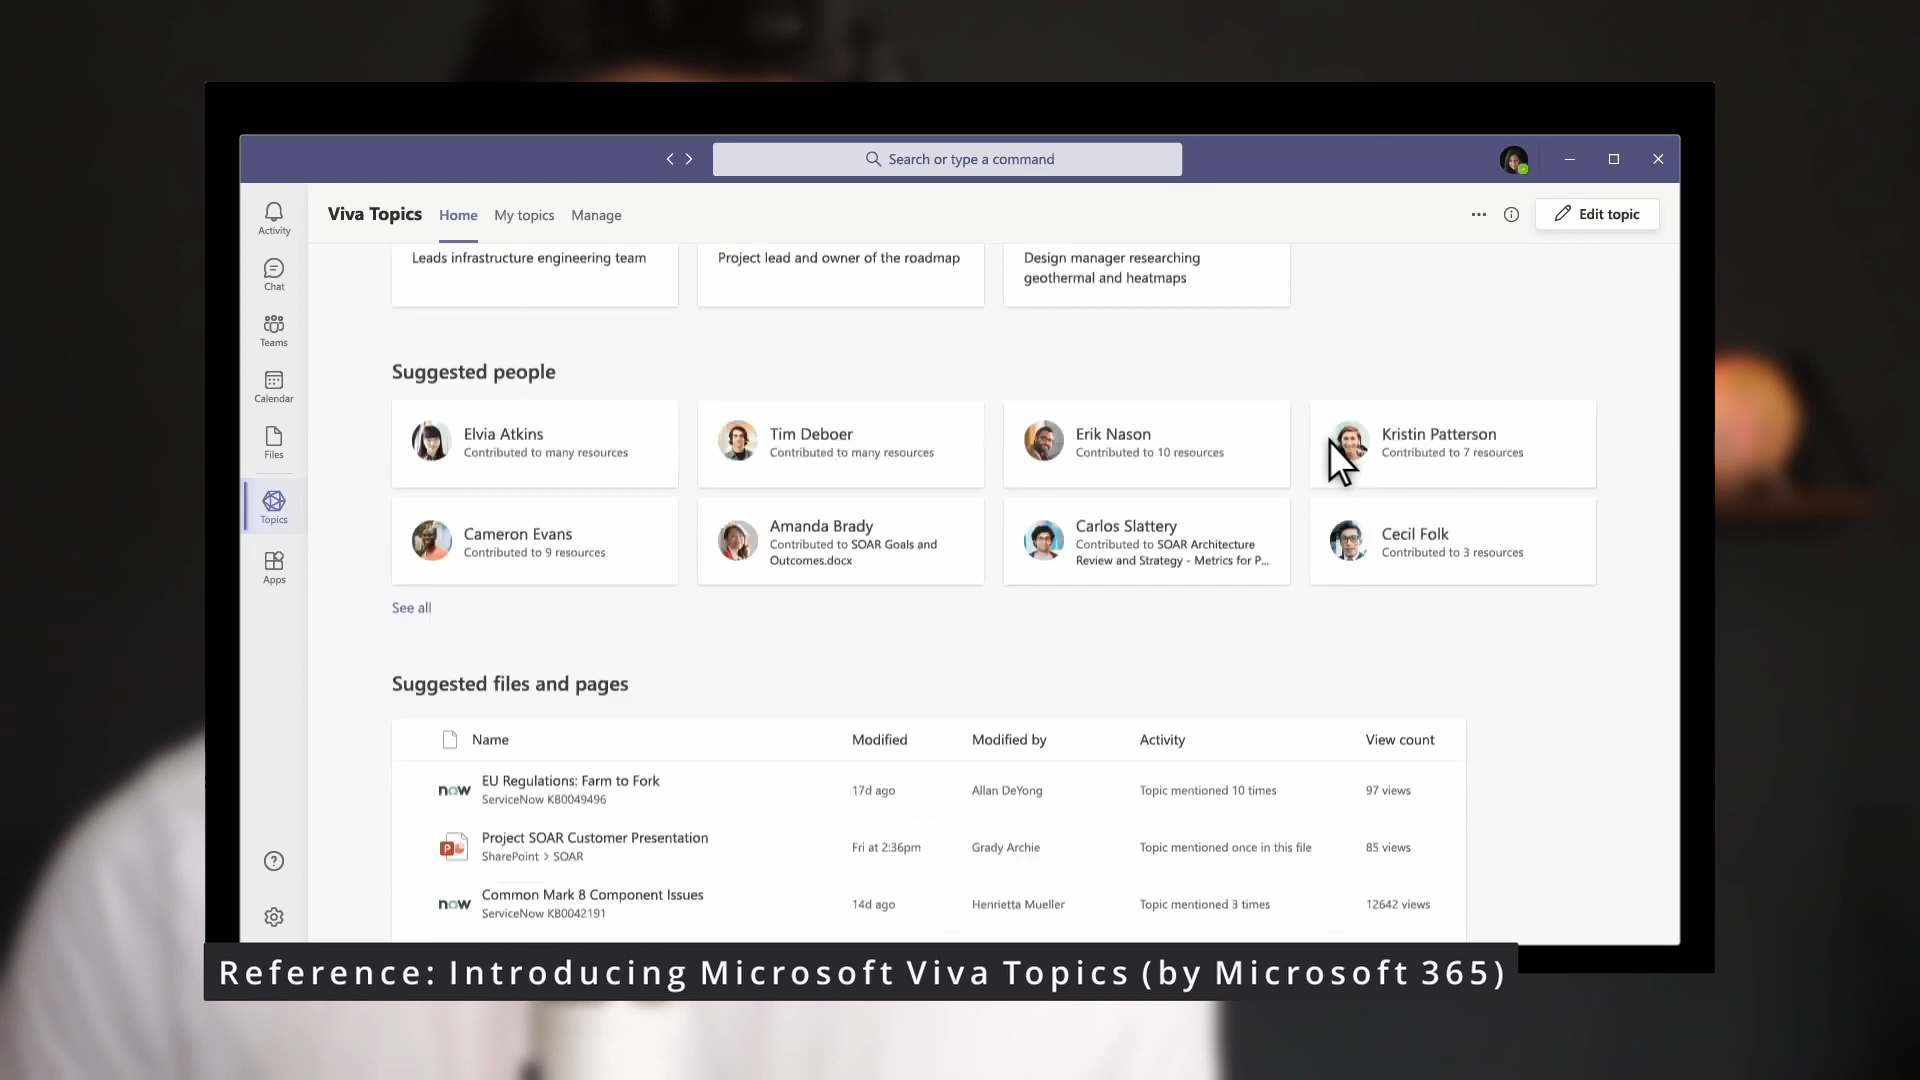 Search or type a command
Viva Topics Home My topics Manage
Edit topic
Activity
Chat
Teams
Calendar
Files
Topics
Apps
Leads infrastructure engineering team
Project lead and owner of the roadmap
Design manager researching
geothermal and heatmaps
Suggested people
Elvia Atkins
Contributed to many resources
Tim Deboer
Contributed to many resources
Erik Nason
Contributed to 10 resources
Kristin Patterson
Contributed to 7 resources
Cameron Evans
Contributed to 9 resources
Amanda Brady
Contributed to SOAR Goals and
Outcomes.docx
Carlos Slattery
Contributed to SOAR Architecture
Review and Strategy - Metrics for P...
Cecil Folk
Contributed to 3 resources
See all
Suggested files and pages
Name Modified Modified by Activity View count
now
EU Regulations: Farm to Fork
ServiceNow KB0049496
17d ago Allan DeYong Topic mentioned 10 times 97 views
P
Project SOAR Customer Presentation
SharePoint > SOAR
Fri at 2:36pm Grady Archie Topic mentioned once in this file 85 views
now
Common Mark 8 Component Issues
ServiceNow KB0042191
14d ago Henrietta Mueller Topic mentioned 3 times 12642 views
Reference: Introducing Microsoft Viva Topics (by Microsoft 365)